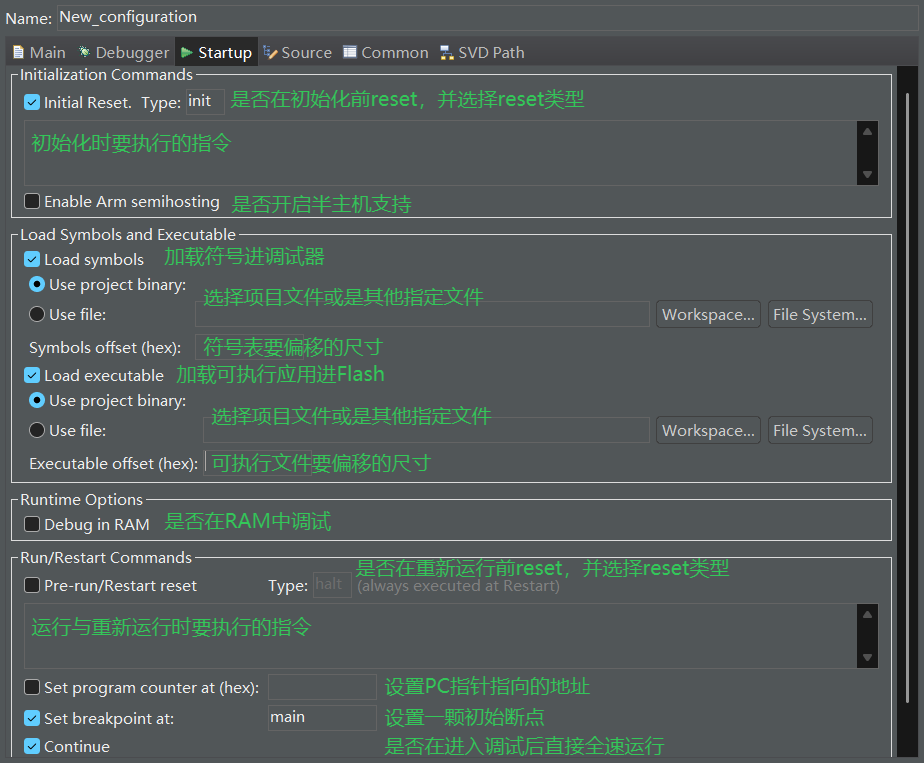 Name: New_configuration
Main Debugger Startup Source Common SVD Path
Initialization Commands
Initial Reset. Type: init 是否在初始化前reset，并选择reset类型
初始化时要执行的指令
Enable Arm semihosting 是否开启半主机支持
Load Symbols and Executable
Load symbols 加载符号进调试器
Use project binary:
选择项目文件或是其他指定文件
Use file: Workspace... File System...
Symbols offset (hex): 符号表要偏移的尺寸
Load executable 加载可执行应用进Flash
Use project binary:
选择项目文件或是其他指定文件
Use file: Workspace... File System...
Executable offset (hex): 可执行文件要偏移的尺寸
Runtime Options
Debug in RAM 是否在RAM中调试
Run/Restart Commands
是否在重新运行前reset，并选择reset类型
Pre-run/Restart reset Type: halt (always executed at Restart)
运行与重新运行时要执行的指令
Set program counter at (hex): 设置PC指针指向的地址
Set breakpoint at: main 设置一颗初始断点
Continue 是否在进入调试后直接全速运行